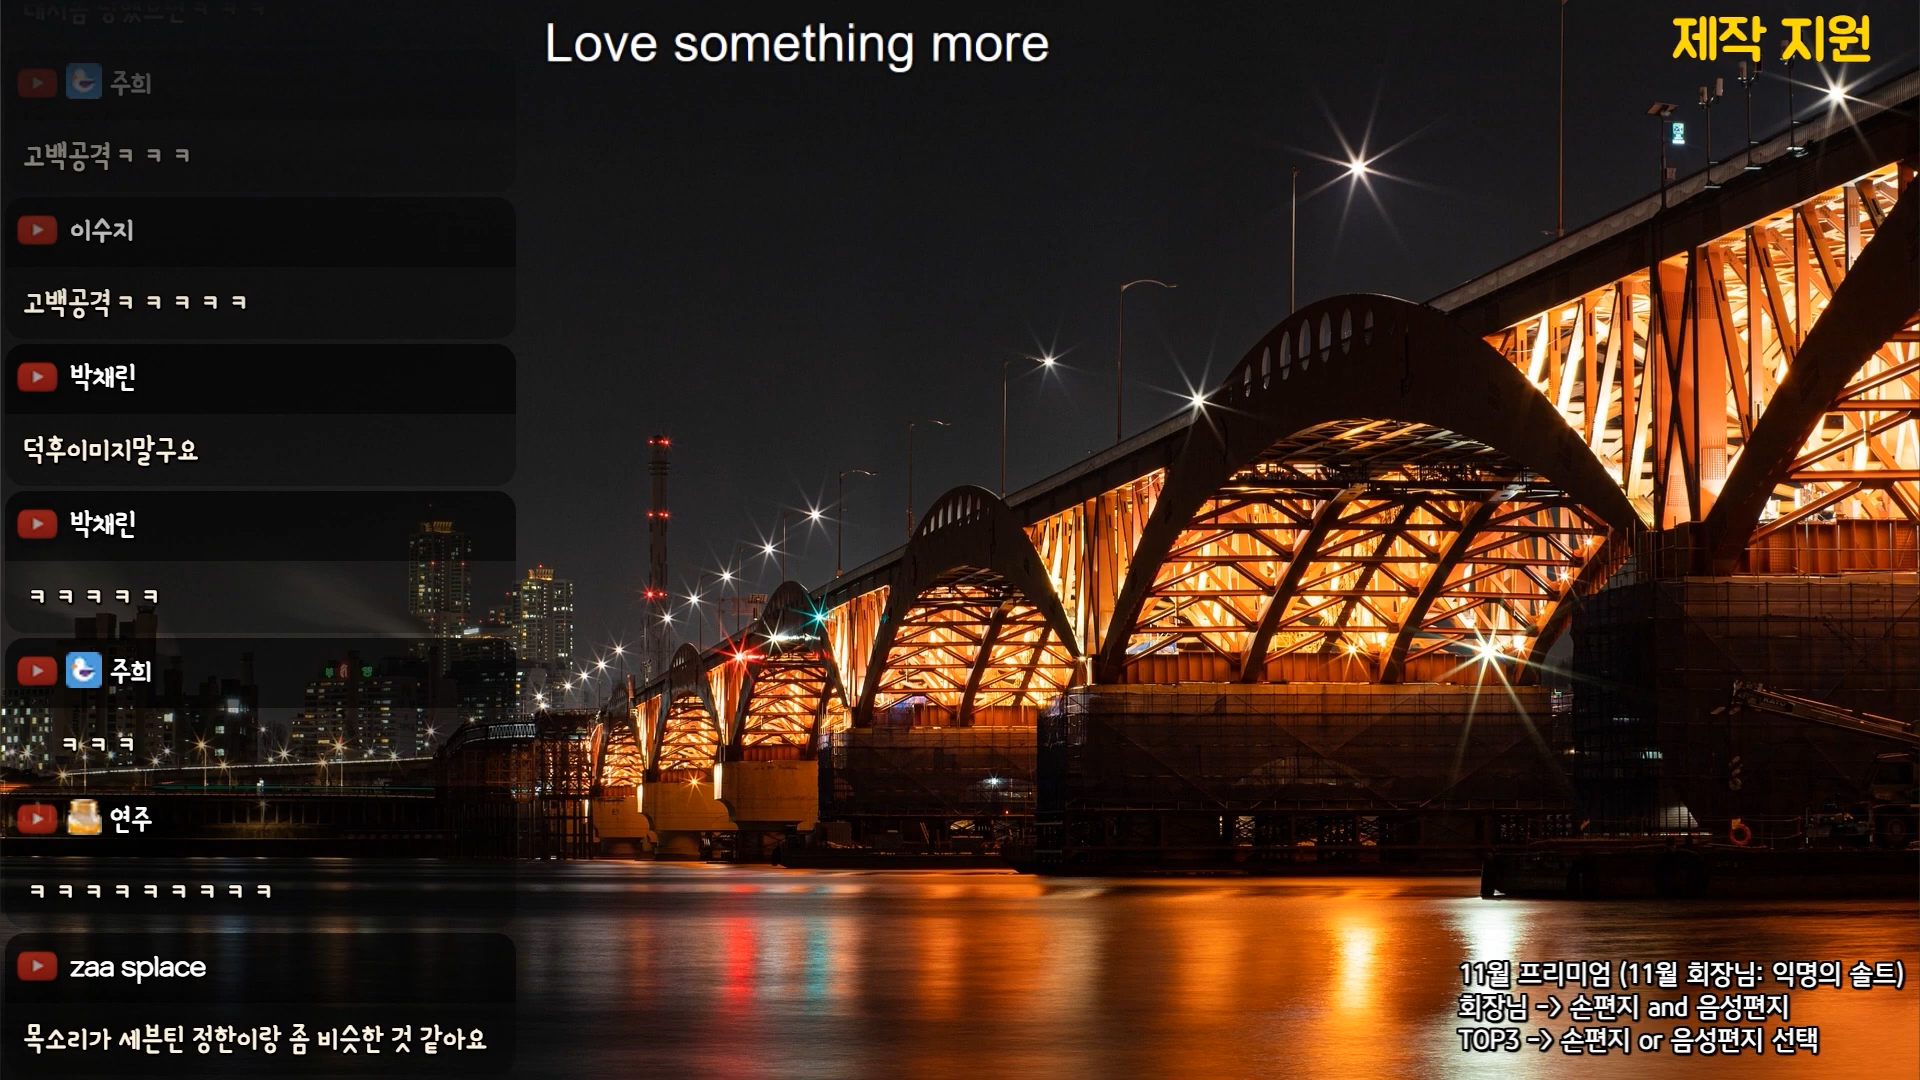 Love something more
제작 지원
주희
고백공격ㅋㅋㅋ
이수지
고백공격ㅋㅋㅋㅋㅋ
박채린
덕후이미지말구요
박채린
ㅋㅋㅋㅋㅋ
주희
ㅋㅋㅋ
연주
ㅋㅋㅋㅋㅋㅋㅋㅋㅋ
zaa splace
목소리가 세븐틴 정한이랑 좀 비슷한 것 같아요
11월 프리미엄 (11월 회장님: 익명의 솔트)
회장님 -> 손편지 and 음성편지
TOP3 -> 손편지 or 음성편지 선택